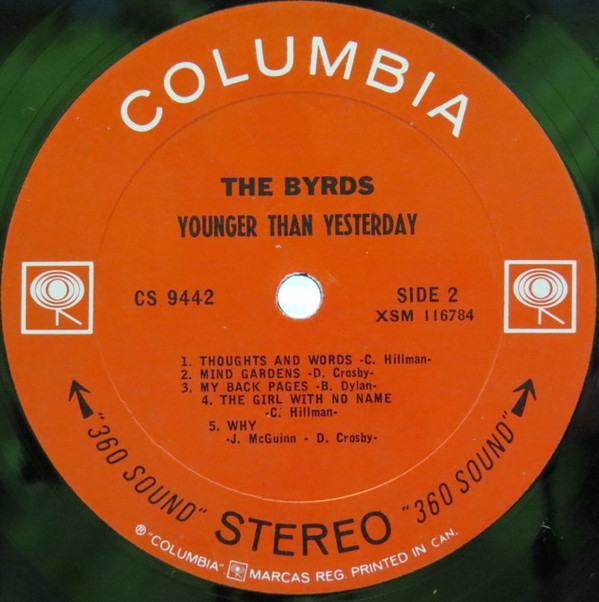 COLUMBIA
THE BYRDS
YOUNGER THAN YESTERDAY
CS 9442
SIDE 2
XSM 116784
1. THOUGHTS AND WORDS -C. Hillman-
2. MIND GARDENS -D. Crosby-
3. MY BACK PAGES -B. Dylan-
4. THE GIRL WITH NO NAME
-C. Hillman-
5. WHY
-J. McGuinn - D. Crosby-
"360 SOUND" STEREO "360 SOUND"
® "COLUMBIA". MARCAS REG. PRINTED IN CAN.